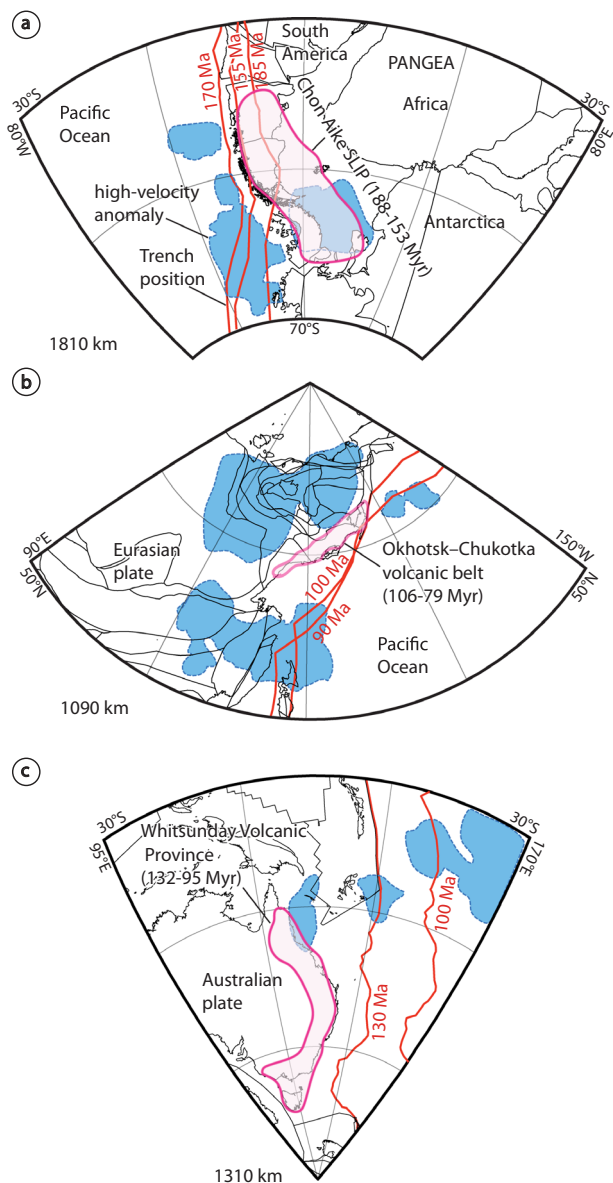 a
170 Ma
155 Ma
185 Ma
South
America
PANGEA
Africa
30°S
80°W
30°S
80°E
Pacific
Ocean
Chon Aike SLIP (188-153 Myr)
high-velocity
anomaly
Antarctica
Trench
position
70°S
1810 km
b
90°E
50°N
Eurasian
plate
150°W
50°N
Okhotsk–Chukotka
volcanic belt
(106-79 Myr)
100 Ma
90 Ma
Pacific
Ocean
1090 km
c
30°S
95°E
30°S
170°E
Whitsunday Volcanic
Province
(132-95 Myr)
100 Ma
Australian
plate
130 Ma
1310 km